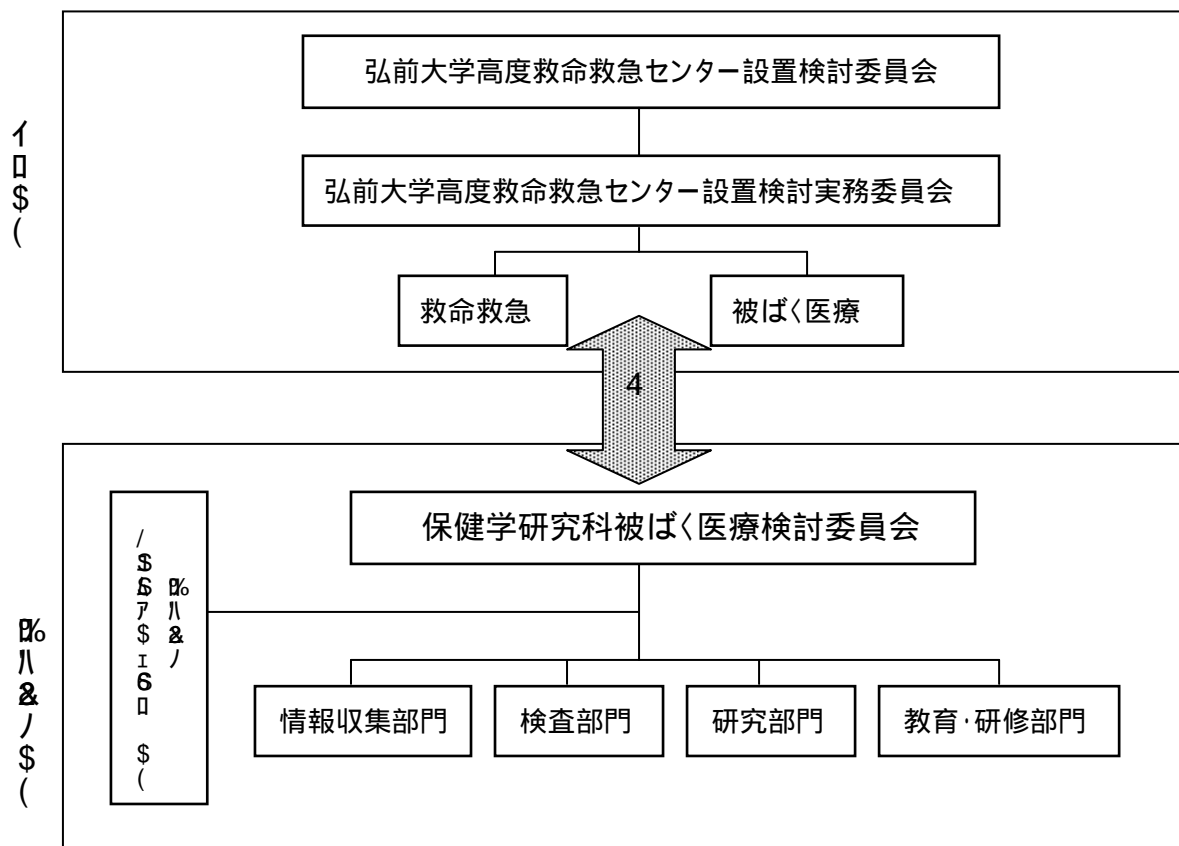 弘前大学高度救命救急センター設置検討委員会
弘前大学高度救命救急センター設置検討実務委員会
救命救急
被ばく医療
4
保健学研究科被ばく医療検討委員会
情報収集部門
検査部門
研究部門
教育・研修部門